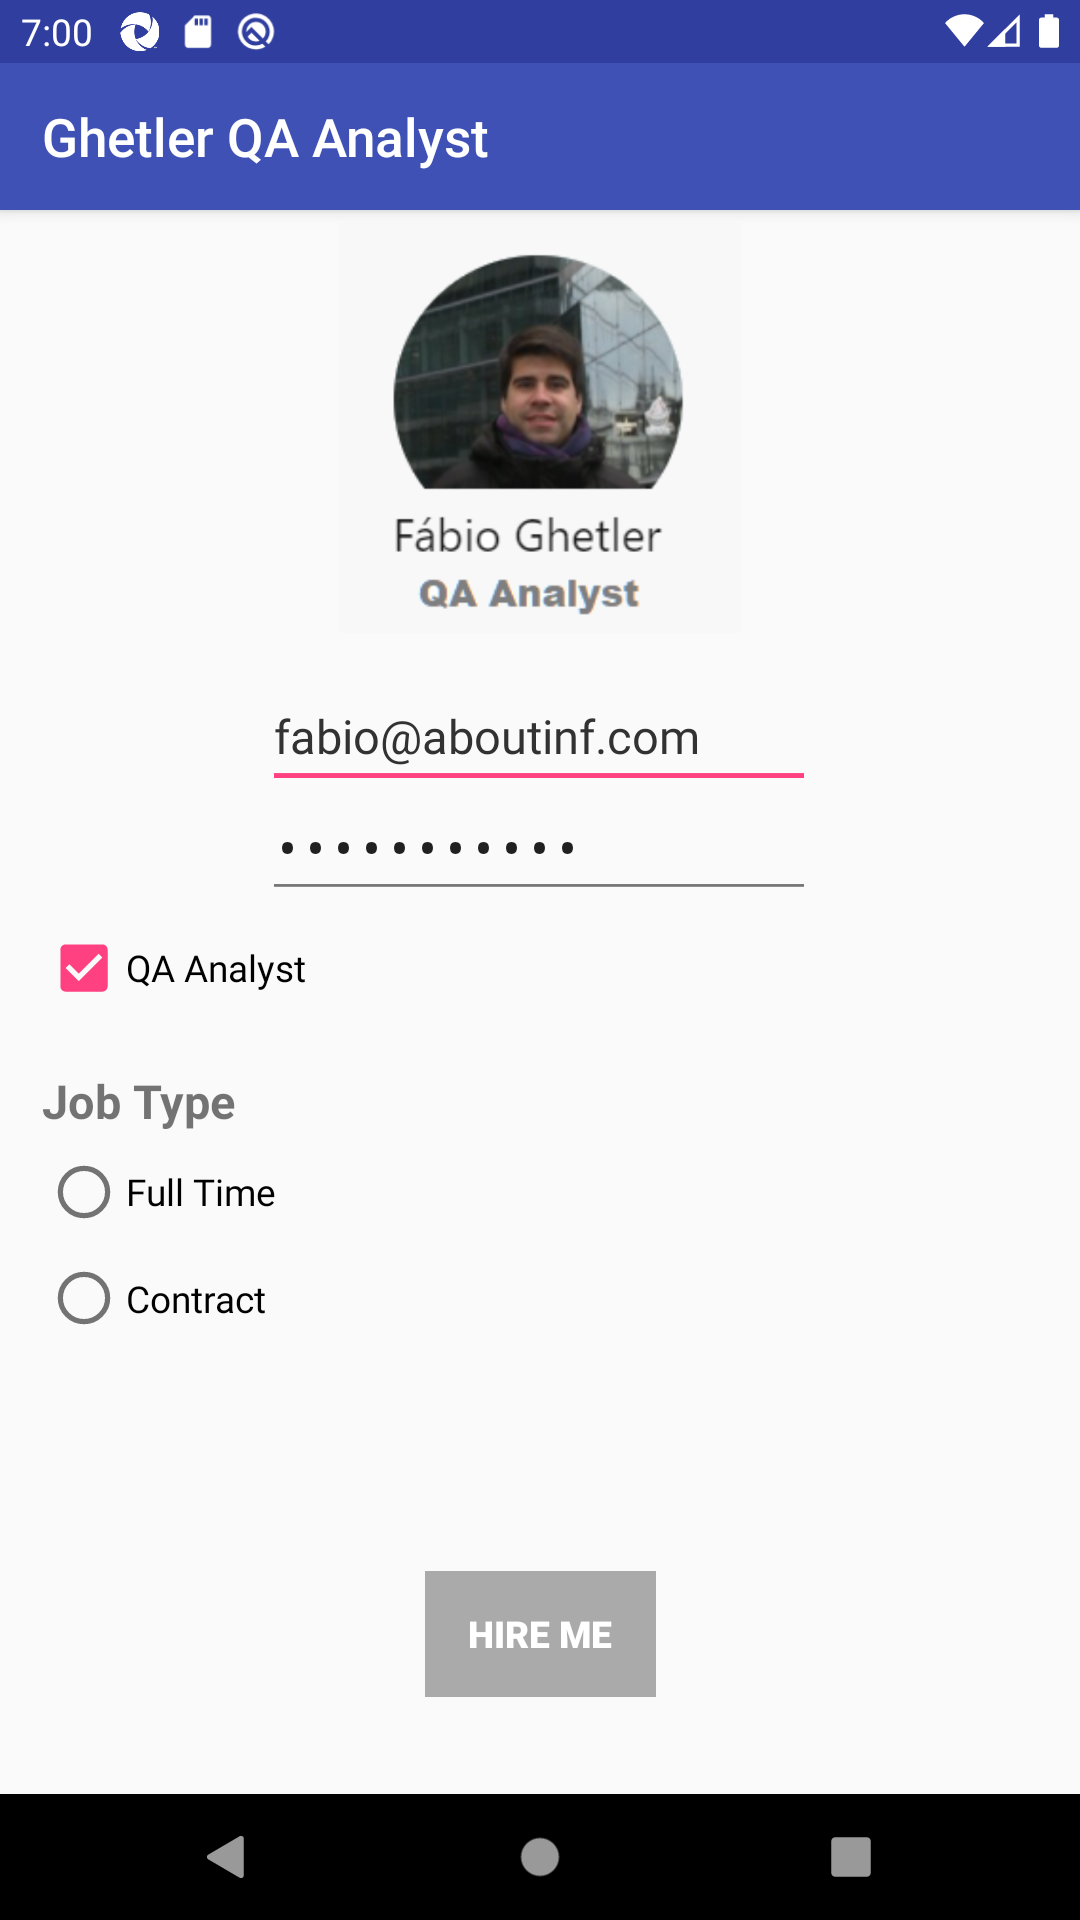 7:00
Ghetler QA Analyst
Fábio Ghetler
QA Analyst
fabio@aboutinf.com
•••••••••••
QA Analyst
Job Type
Full Time
Contract
HIRE ME